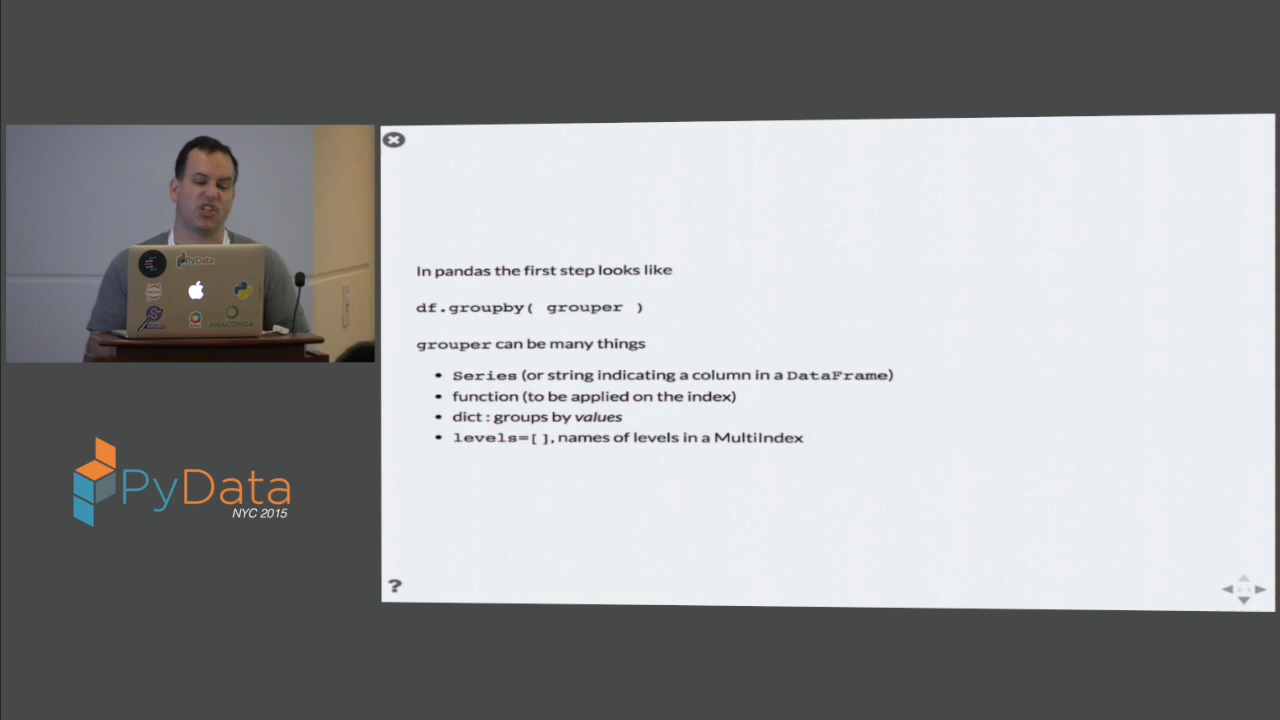 In pandas the first step looks like
df.groupby( grouper )
grouper can be many things
• Series (or string indicating a column in a DataFrame)
• function (to be applied on the index)
• dict : groups by values
• levels=[], names of levels in a MultiIndex
?
PyData
ANACONDA
PyData
NYC 2015